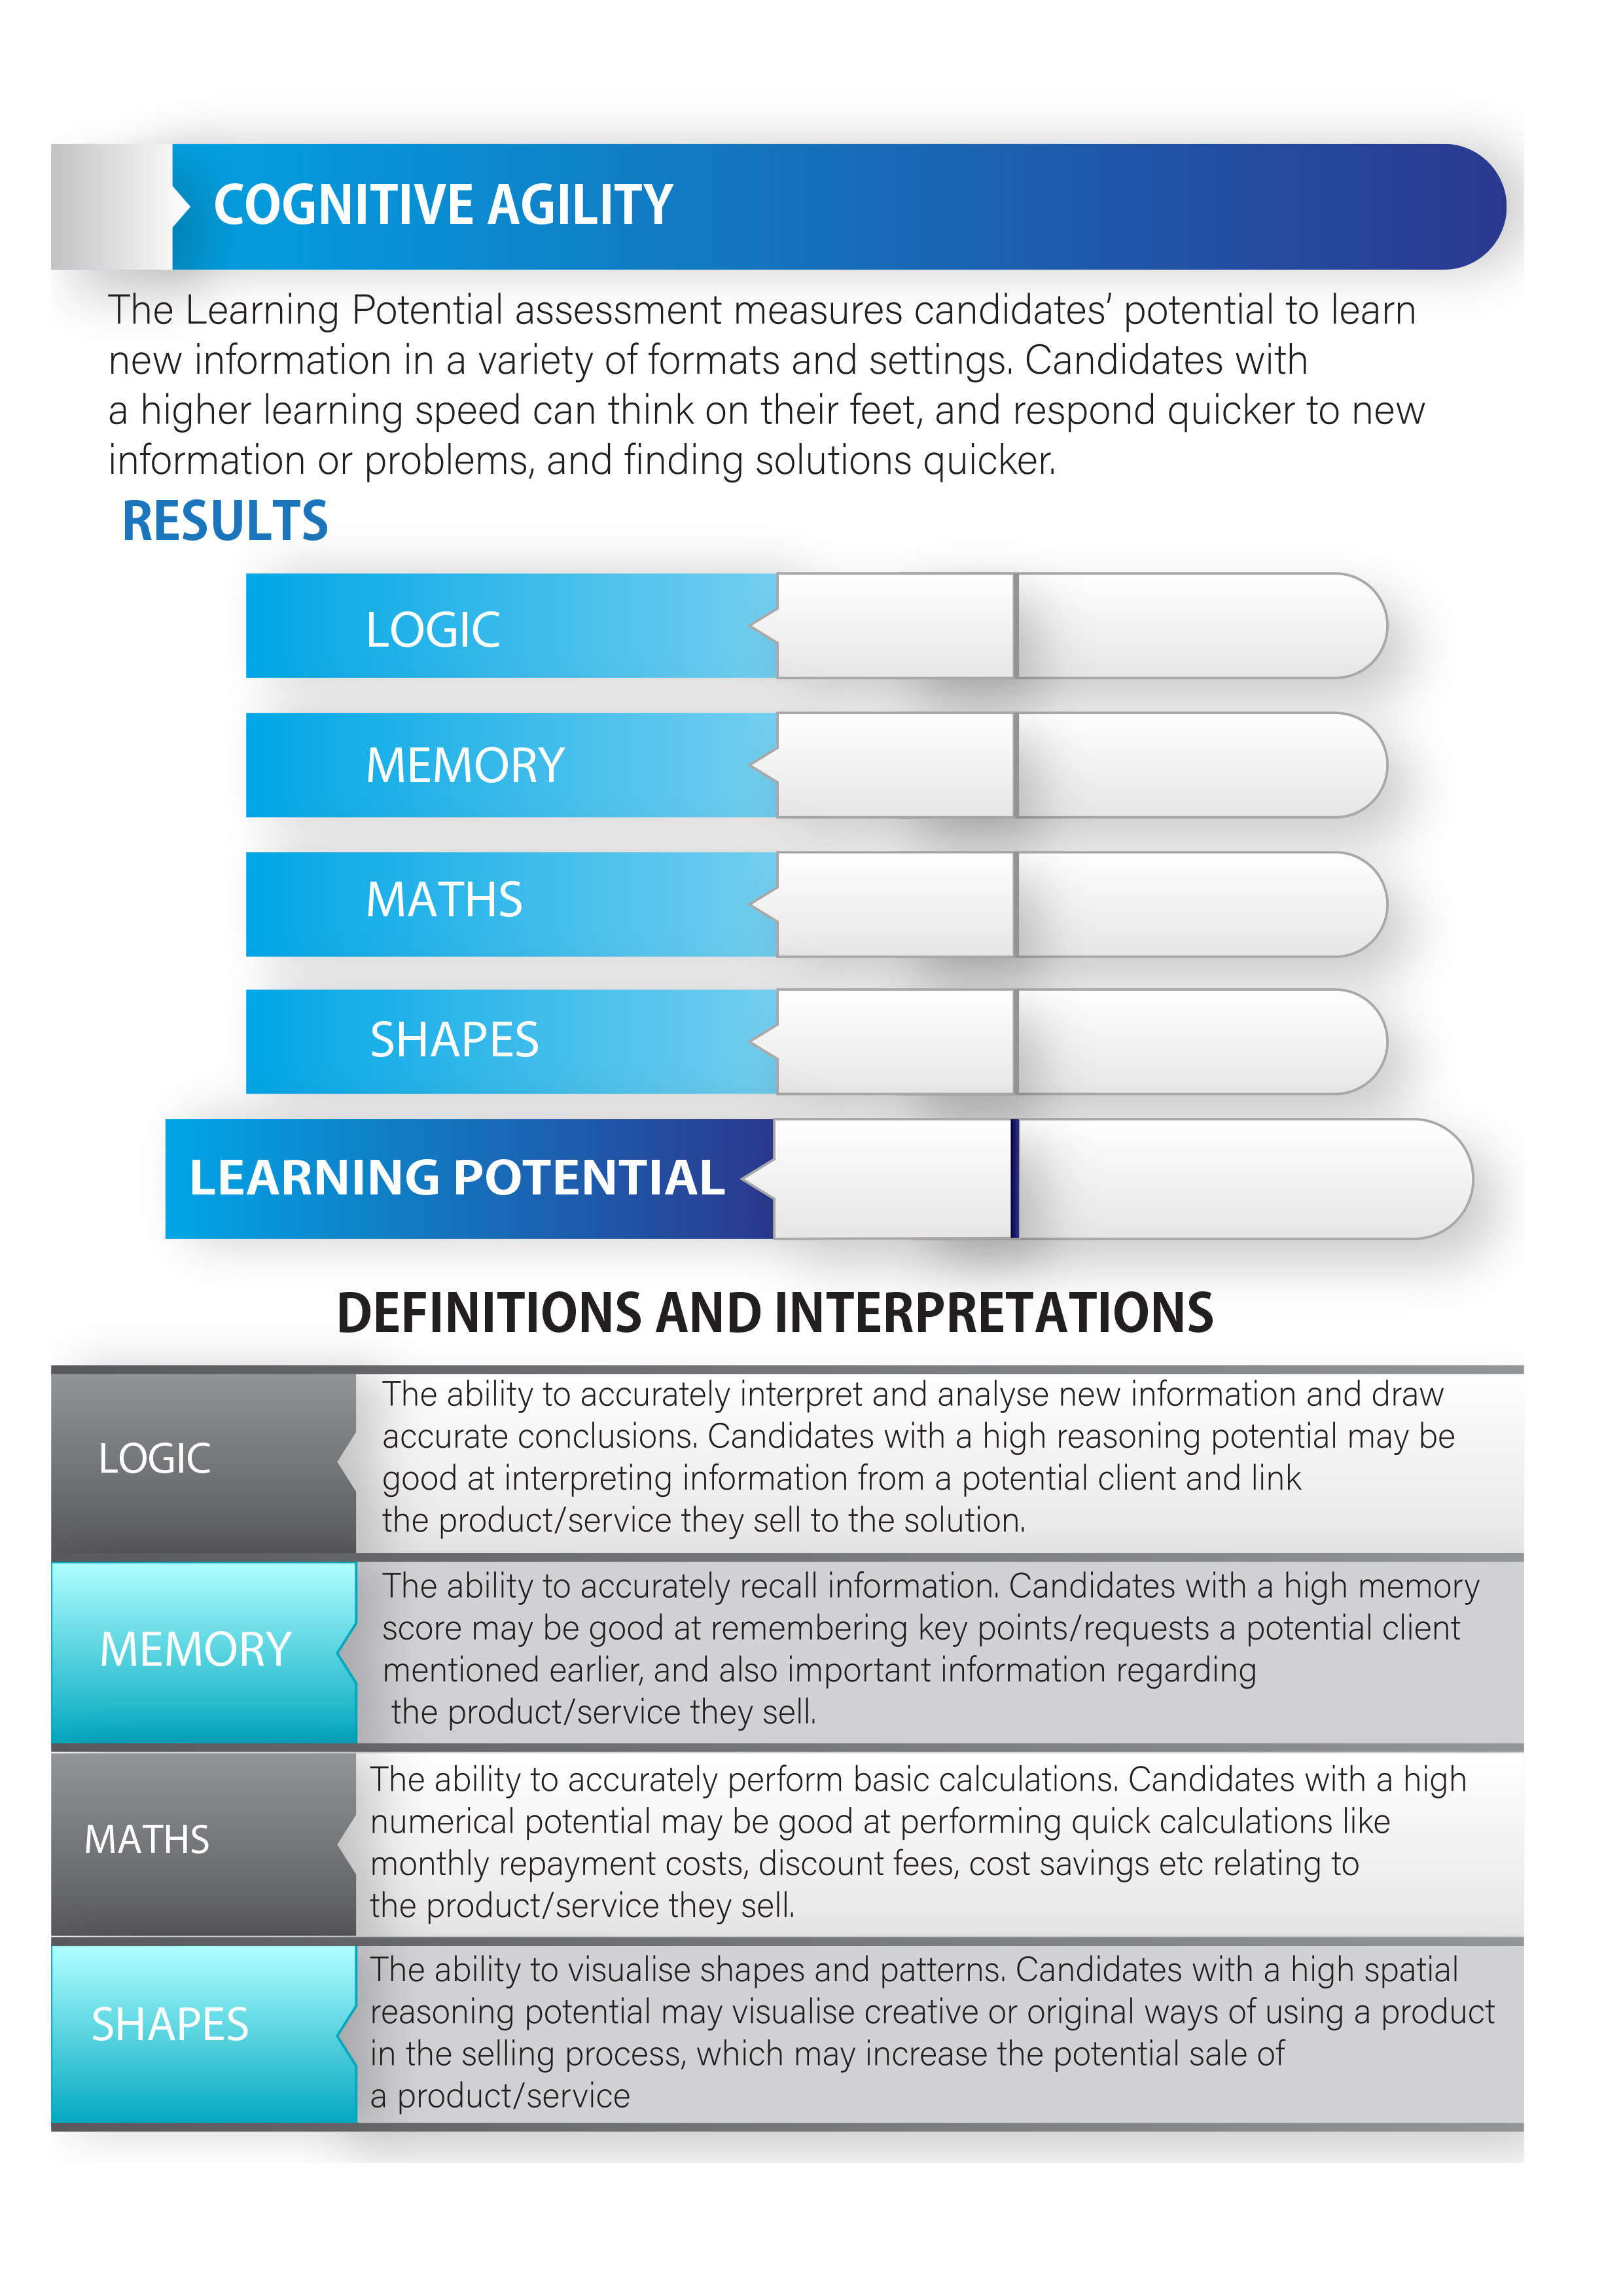 COGNITIVE AGILITY
The Learning Potential assessment measures candidates’ potential to learn
new information in a variety of formats and settings. Candidates with
a higher learning speed can think on their feet, and respond quicker to new
information or problems, and finding solutions quicker.
RESULTS
LOGIC
MEMORY
MATHS
SHAPES
LEARNING POTENTIAL
DEFINITIONS AND INTERPRETATIONS
LOGIC
The ability to accurately interpret and analyse new information and draw
accurate conclusions. Candidates with a high reasoning potential may be
good at interpreting information from a potential client and link
the product/service they sell to the solution.
MEMORY
The ability to accurately recall information. Candidates with a high memory
score may be good at remembering key points/requests a potential client
mentioned earlier, and also important information regarding
the product/service they sell.
MATHS
The ability to accurately perform basic calculations. Candidates with a high
numerical potential may be good at performing quick calculations like
monthly repayment costs, discount fees, cost savings etc relating to
the product/service they sell.
SHAPES
The ability to visualise shapes and patterns. Candidates with a high spatial
reasoning potential may visualise creative or original ways of using a product
in the selling process, which may increase the potential sale of
a product/service